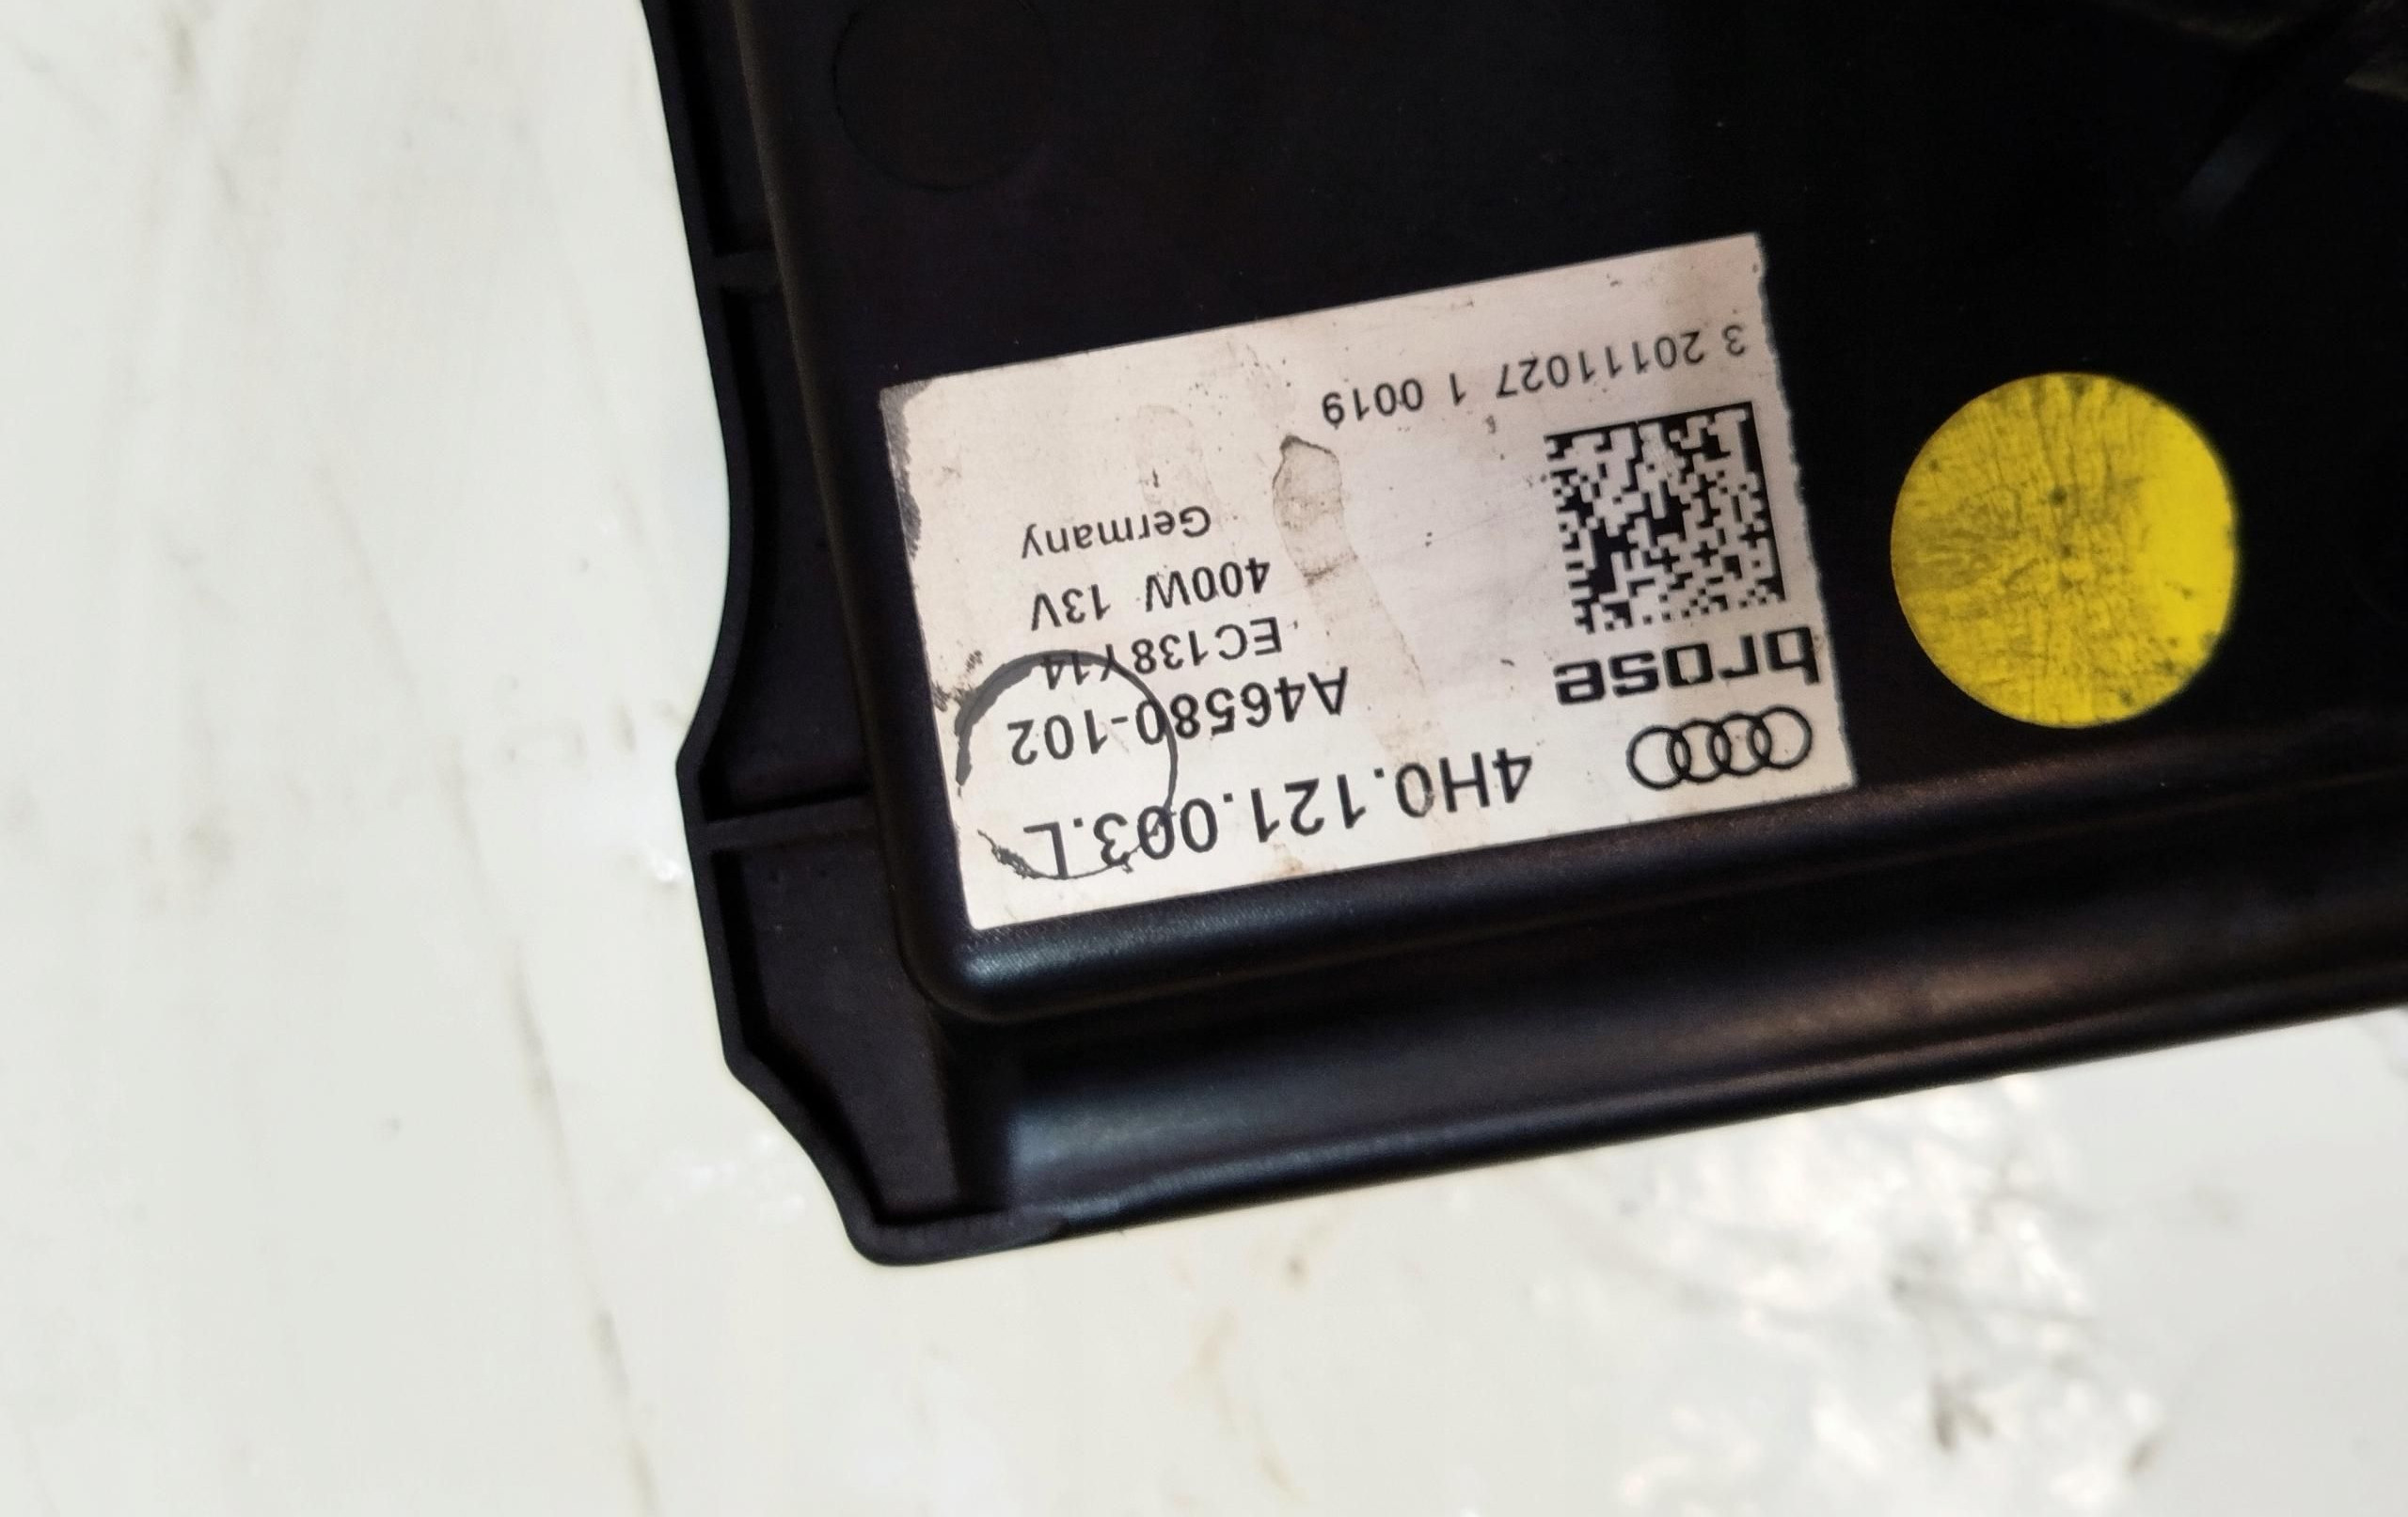 4H0.121.003.L
A46580-102
brose
EC138Y14
400W 13V
Germany
3 20111027 1 0019